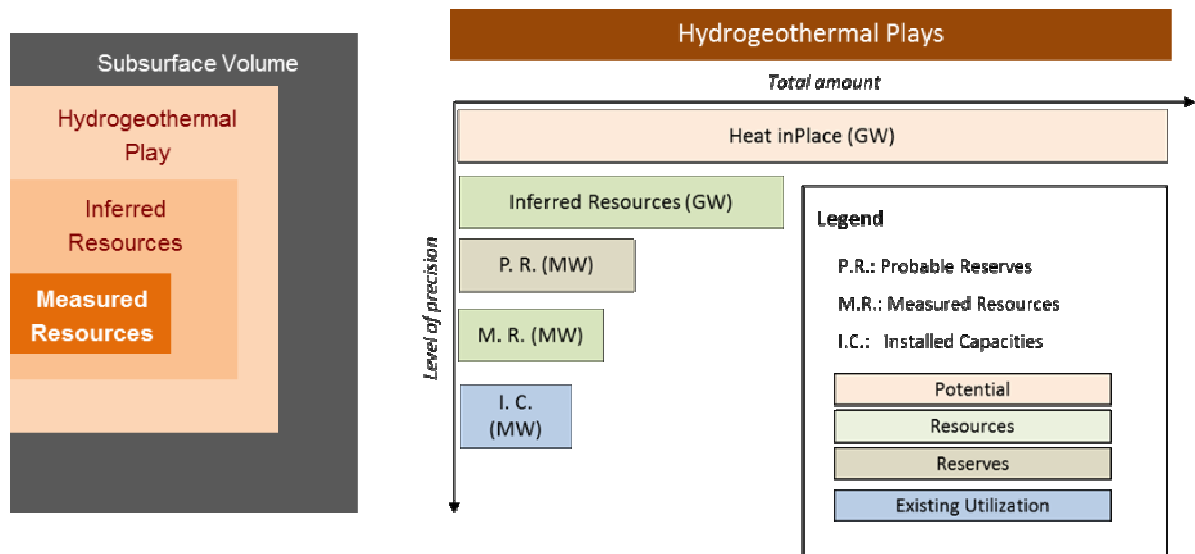 Subsurface Volume
Hydrogeothermal
Play
Inferred
Resources
Measured
Resources
Hydrogeothermal Plays
Total amount
Level of precision
Heat inPlace (GW)
Inferred Resources (GW)
P. R. (MW)
M. R. (MW)
I. C.
(MW)
Legend
P.R.: Probable Reserves
M.R.: Measured Resources
I.C.: Installed Capacities
Potential
Resources
Reserves
Existing Utilization